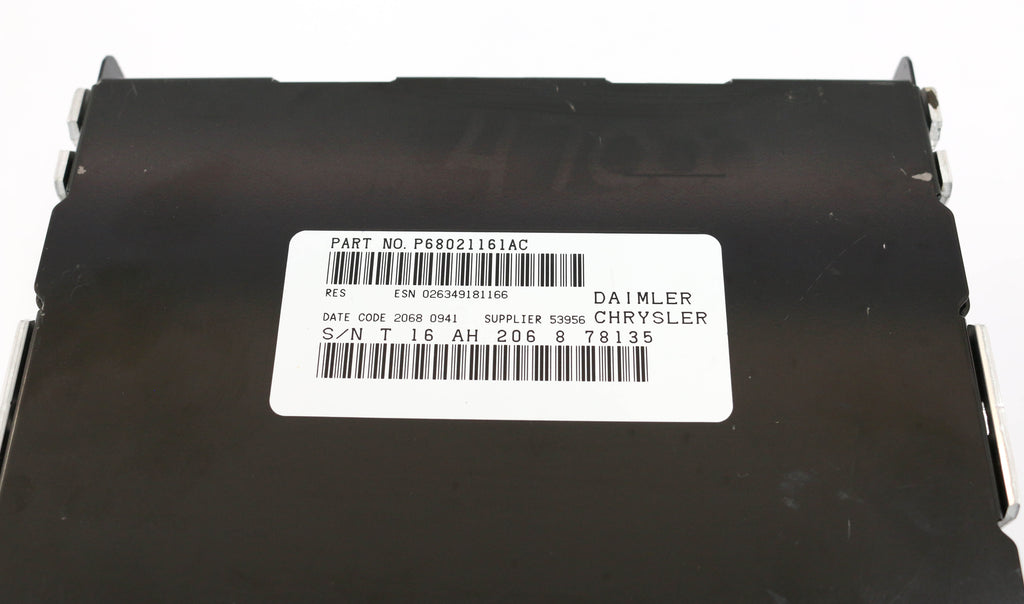 PART NO. P68021161AC
RES ESN 026349181166
DAIMLER
CHRYSLER
DATE CODE 2068 0941 SUPPLIER 53956
S/N T 16 AH 206 8 78135